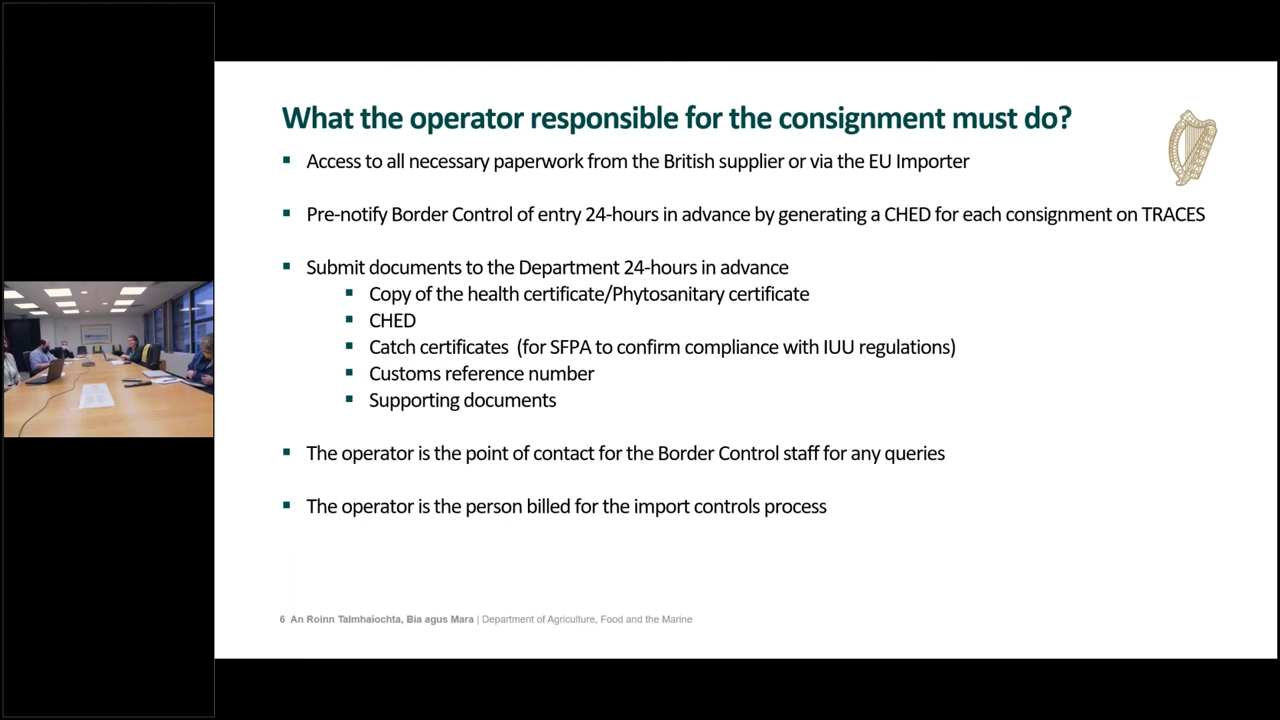 What the operator responsible for the consignment must do?
Access to all necessary paperwork from the British supplier or via the EU Importer
Pre-notify Border Control of entry 24-hours in advance by generating a CHED for each consignment on TRACES
Submit documents to the Department 24-hours in advance
Copy of the health certificate/Phytosanitary certificate
CHED
Catch certificates (for SFPA to confirm compliance with IUU regulations)
Customs reference number
Supporting documents
The operator is the point of contact for the Border Control staff for any queries
The operator is the person billed for the import controls process
6 An Roinn Talmhaíochta, Bia agus Mara | Department of Agriculture, Food and the Marine